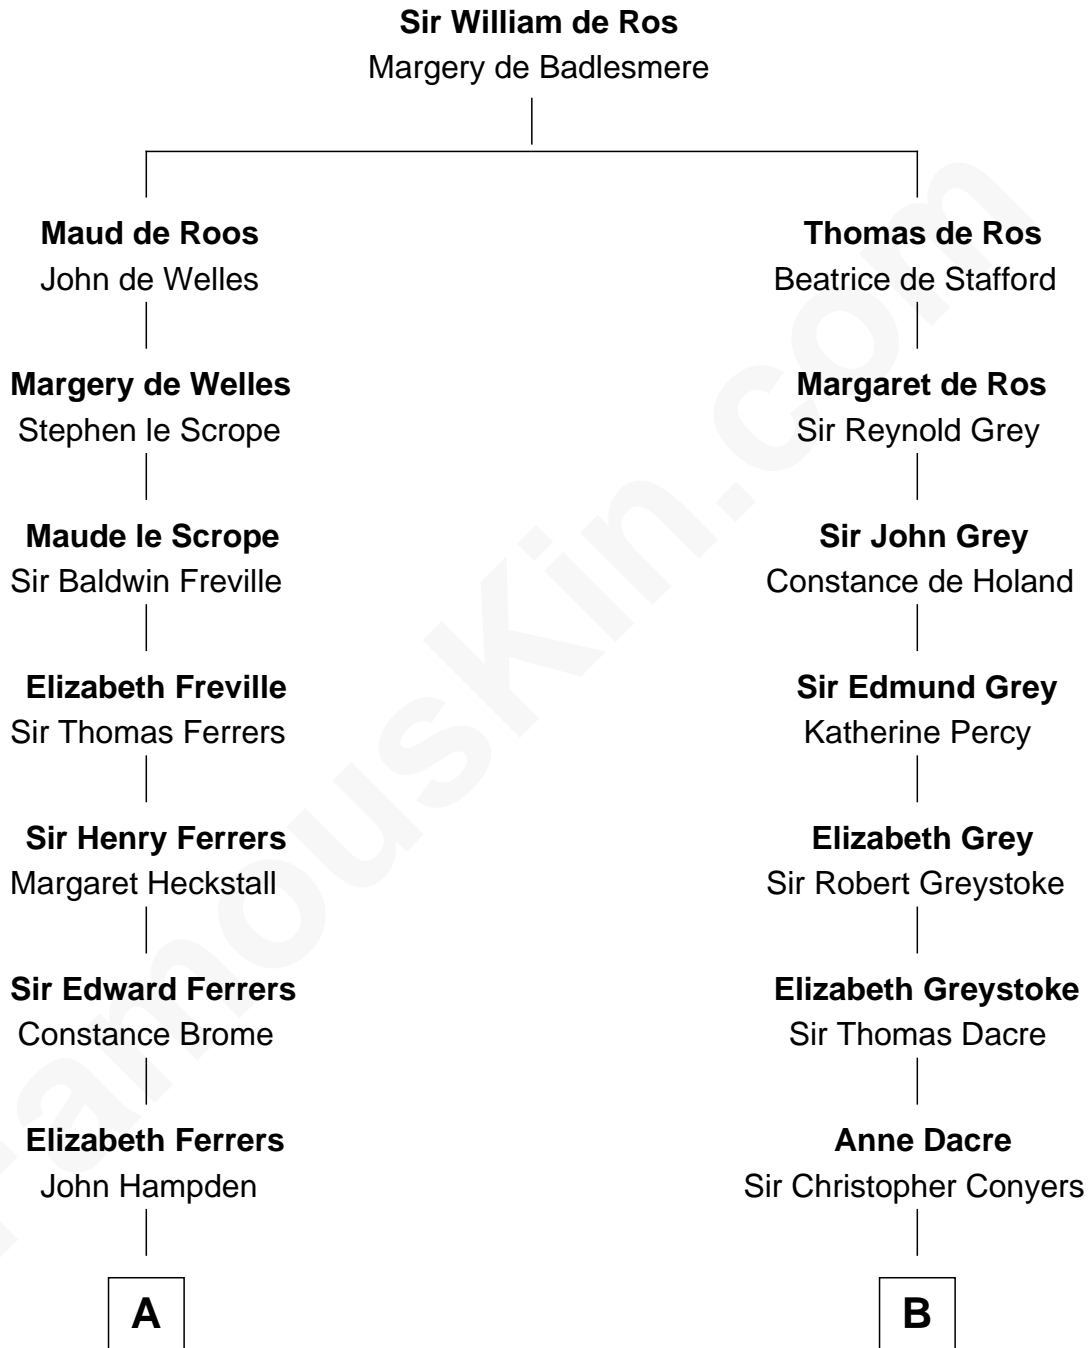 Sir William de Ros
Margery de Badlesmere
Maud de Roos
John de Welles
Thomas de Ros
Beatrice de Stafford
Margery de Welles
Stephen le Scrope
Margaret de Ros
Sir Reynold Grey
Maude le Scrope
Sir Baldwin Freville
Sir John Grey
Constance de Holand
Elizabeth Freville
Sir Thomas Ferrers
Sir Edmund Grey
Katherine Percy
Sir Henry Ferrers
Margaret Heckstall
Elizabeth Grey
Sir Robert Greystoke
Sir Edward Ferrers
Constance Brome
Elizabeth Greystoke
Sir Thomas Dacre
Elizabeth Ferrers
John Hampden
Anne Dacre
Sir Christopher Conyers
A
B
FamousKin.com